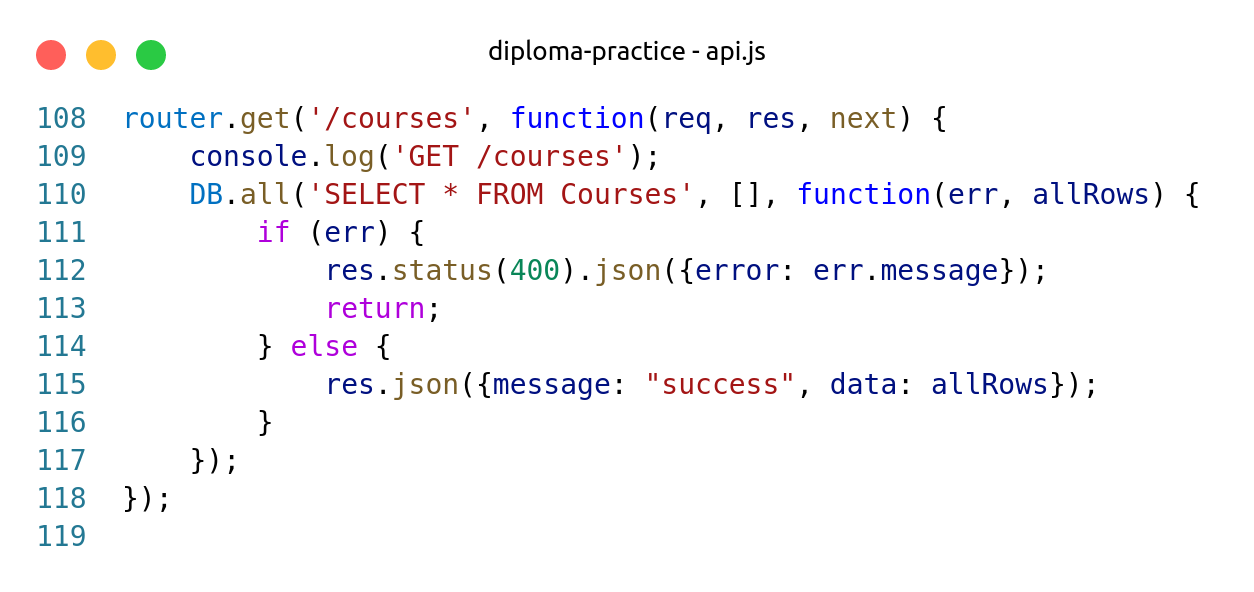 diploma-practice - api.js
108 router.get('/courses', function(req, res, next) {
109     console.log('GET /courses');
110     DB.all('SELECT * FROM Courses', [], function(err, allRows) {
111         if (err) {
112             res.status(400).json({error: err.message});
113             return;
114         } else {
115             res.json({message: "success", data: allRows});
116         }
117     });
118 });
119